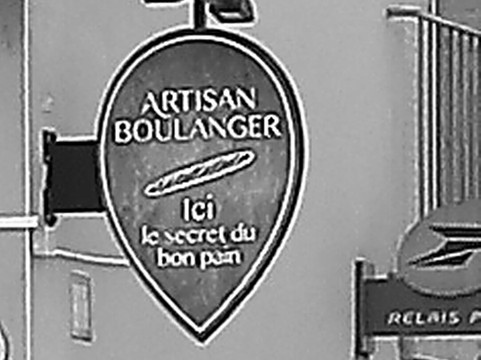 ARTISAN
BOULANGER
Ici
le secret du
bon pain
RELAIS P